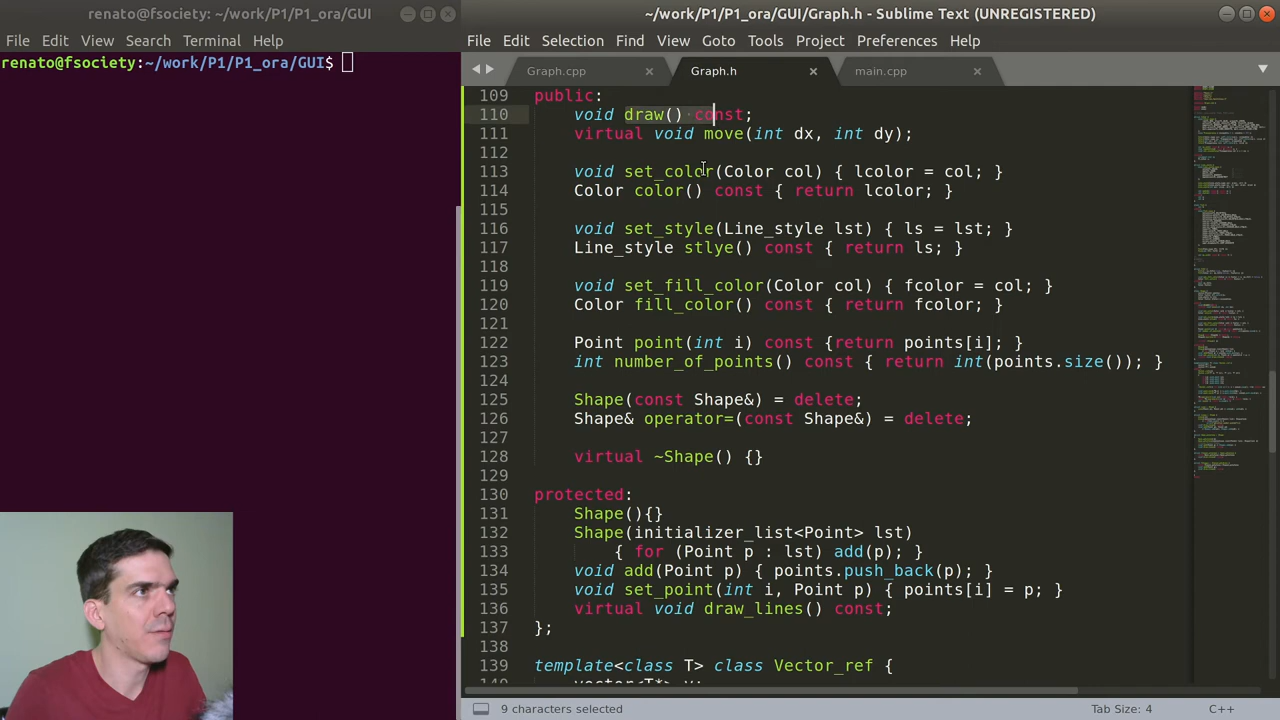 renato@fsociety: ~/work/P1/P1_ora/GUI
File Edit View Search Terminal Help
renato@fsociety:~/work/P1/P1_ora/GUI$
~/work/P1/P1_ora/GUI/Graph.h - Sublime Text (UNREGISTERED)
File Edit Selection Find View Goto Tools Project Preferences Help
Graph.cpp Graph.h main.cpp
109 public:
110 void draw() const;
111 virtual void move(int dx, int dy);
112
113 void set_color(Color col) { lcolor = col; }
114 Color color() const { return lcolor; }
115
116 void set_style(Line_style lst) { ls = lst; }
117 Line_style stlye() const { return ls; }
118
119 void set_fill_color(Color col) { fcolor = col; }
120 Color fill_color() const { return fcolor; }
121
122 Point point(int i) const {return points[i]; }
123 int number_of_points() const { return int(points.size()); }
124
125 Shape(const Shape&) = delete;
126 Shape& operator=(const Shape&) = delete;
127
128 virtual ~Shape() {}
129
130 protected:
131 Shape(){}
132 Shape(initializer_list<Point> lst)
133 { for (Point p : lst) add(p); }
134 void add(Point p) { points.push_back(p); }
135 void set_point(int i, Point p) { points[i] = p; }
136 virtual void draw_lines() const;
137 };
138
139 template<class T> class Vector_ref {
140 vector<T*> v;
9 characters selected Tab Size: 4 C++